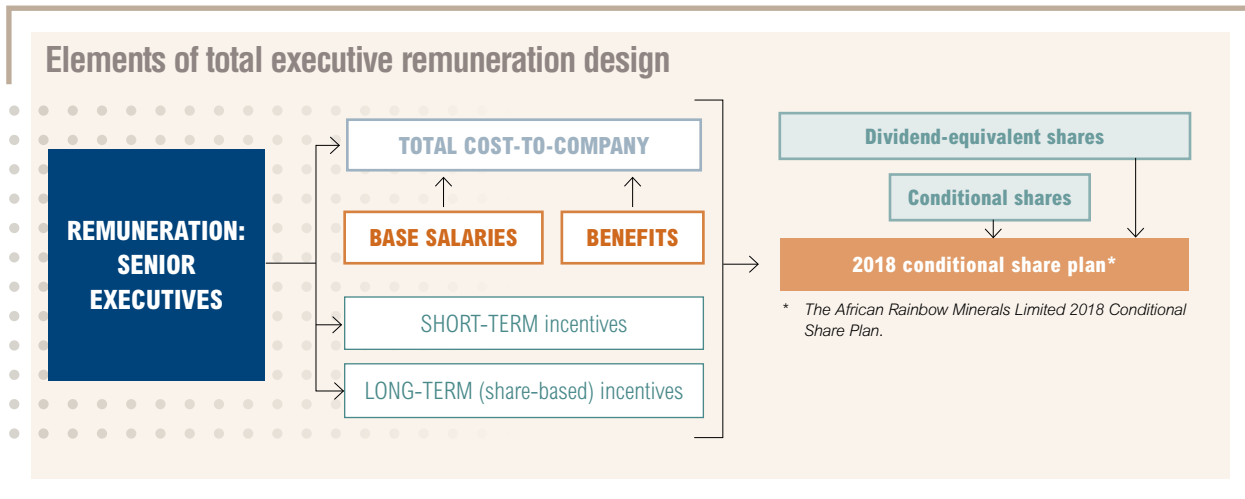 Elements of total executive remuneration design
REMUNERATION:
SENIOR
EXECUTIVES
TOTAL COST-TO-COMPANY
BASE SALARIES
BENEFITS
SHORT-TERM incentives
LONG-TERM (share-based) incentives
Dividend-equivalent shares
Conditional shares
2018 conditional share plan*
* The African Rainbow Minerals Limited 2018 Conditional
Share Plan.